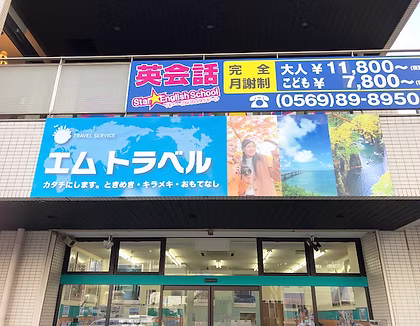 英会話
Star★English School
完全
月謝制
大人 ¥ 11,800〜
こども ¥ 7,800〜
☎ (0569)89-8950
TRAVEL SERVICE
エム トラベル
カタチにします。ときめき・キラメキ・おもてなし